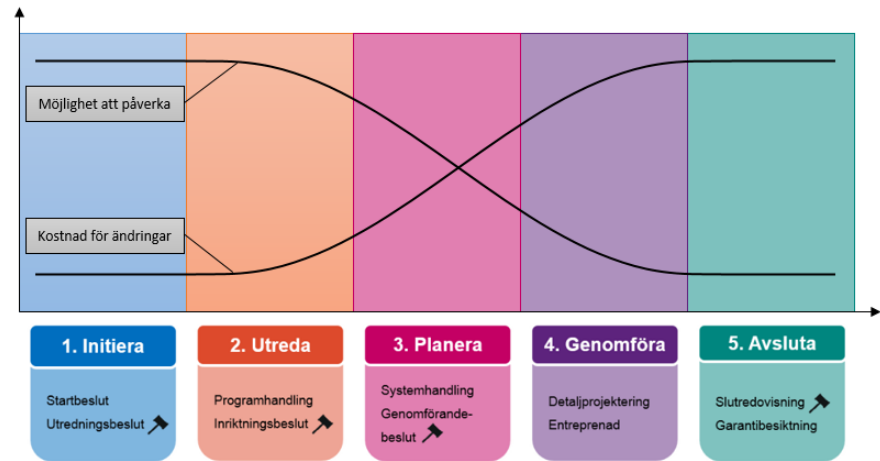 Möjlighet att påverka
Kostnad för ändringar
1. Initiera
Startbeslut
Utredningsbeslut
2. Utreda
Programhandling
Inriktningsbeslut
3. Planera
Systemhandling
Genomförande-
beslut
4. Genomföra
Detaljprojektering
Entreprenad
5. Avsluta
Slutredovisning
Garantibesiktning